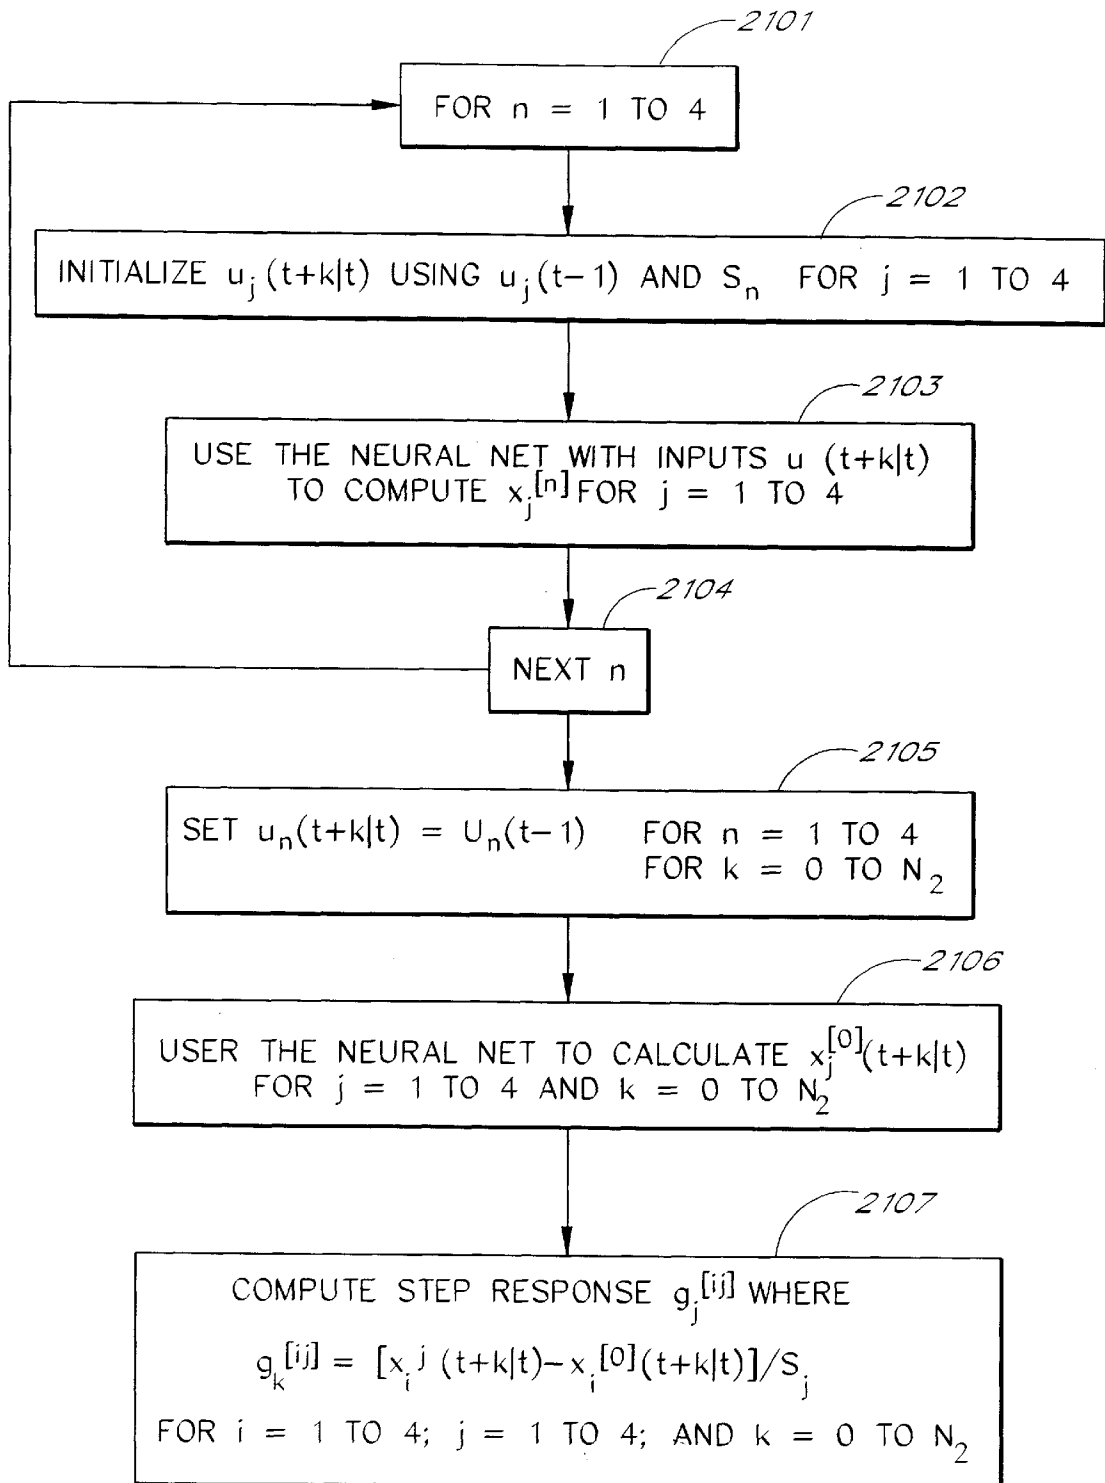 2101
FOR n = 1 TO 4
2102
INITIALIZE u_j(t+k|t) USING u_j(t-1) AND S_n FOR j = 1 TO 4
2103
USE THE NEURAL NET WITH INPUTS u (t+k|t)
TO COMPUTE x_j^[n] FOR j = 1 TO 4
2104
NEXT n
2105
SET u_n(t+k|t) = U_n(t-1) FOR n = 1 TO 4
FOR k = 0 TO N_2
2106
USER THE NEURAL NET TO CALCULATE x_j^[0](t+k|t)
FOR j = 1 TO 4 AND k = 0 TO N_2
2107
COMPUTE STEP RESPONSE g_j^[ij] WHERE
g_k^[ij] = [x_i^j (t+k|t)-x_i^[0](t+k|t)]/S_j
FOR i = 1 TO 4; j = 1 TO 4; AND k = 0 TO N_2